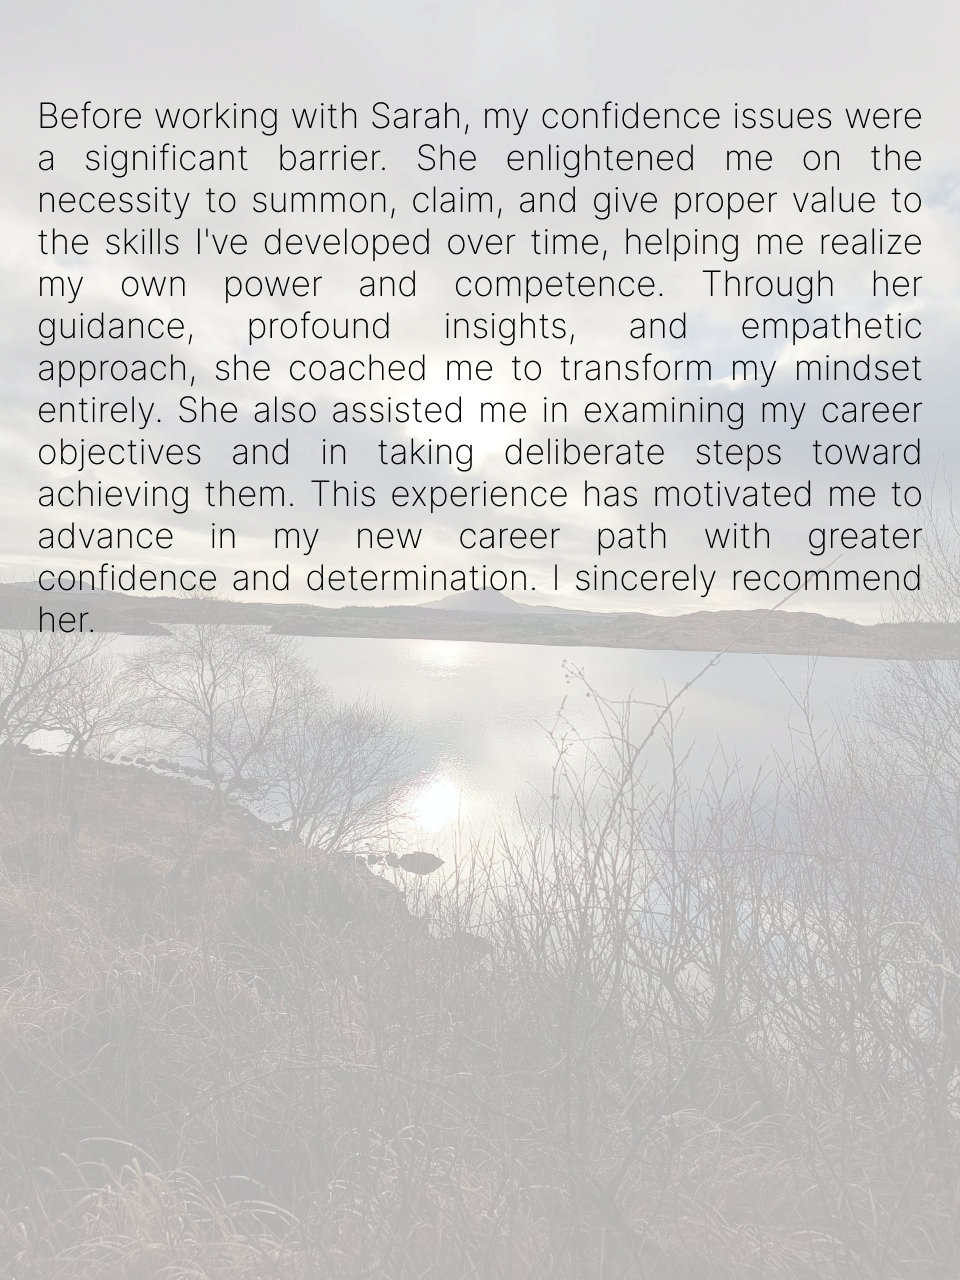 Before working with Sarah, my confidence issues were
a significant barrier. She enlightened me on the
necessity to summon, claim, and give proper value to
the skills I've developed over time, helping me realize
my own power and competence. Through her
guidance, profound insights, and empathetic
approach, she coached me to transform my mindset
entirely. She also assisted me in examining my career
objectives and in taking deliberate steps toward
achieving them. This experience has motivated me to
advance in my new career path with greater
confidence and determination. I sincerely recommend
her.